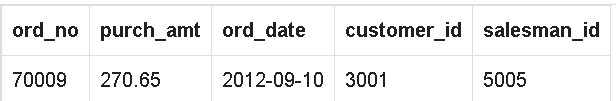 ord_no purch_amt ord_date customer_id salesman_id
70009 270.65 2012-09-10 3001 5005